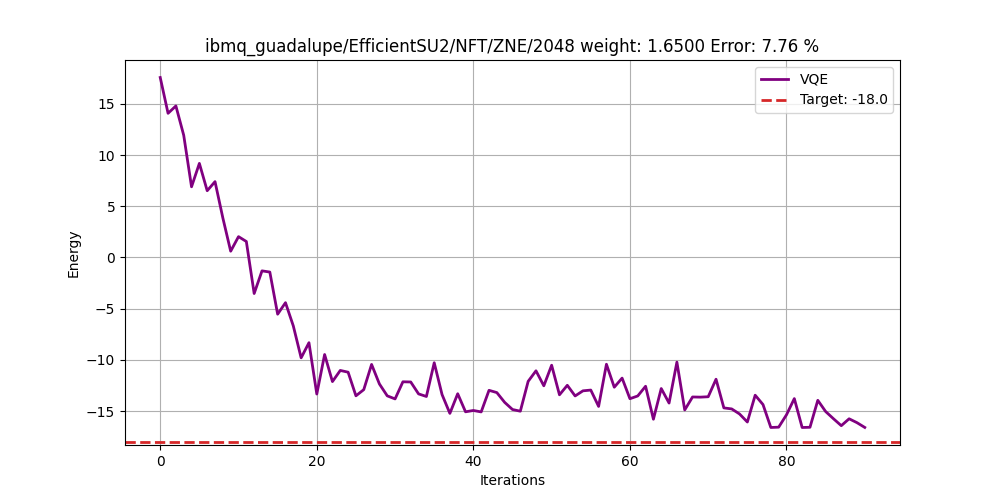 ibmq_guadalupe/EfficientSU2/NFT/ZNE/2048 weight: 1.6500 Error: 7.76 %
VQE
Target: -18.0
15
10
5
0
−5
−10
−15
Energy
0 20 40 60 80
Iterations